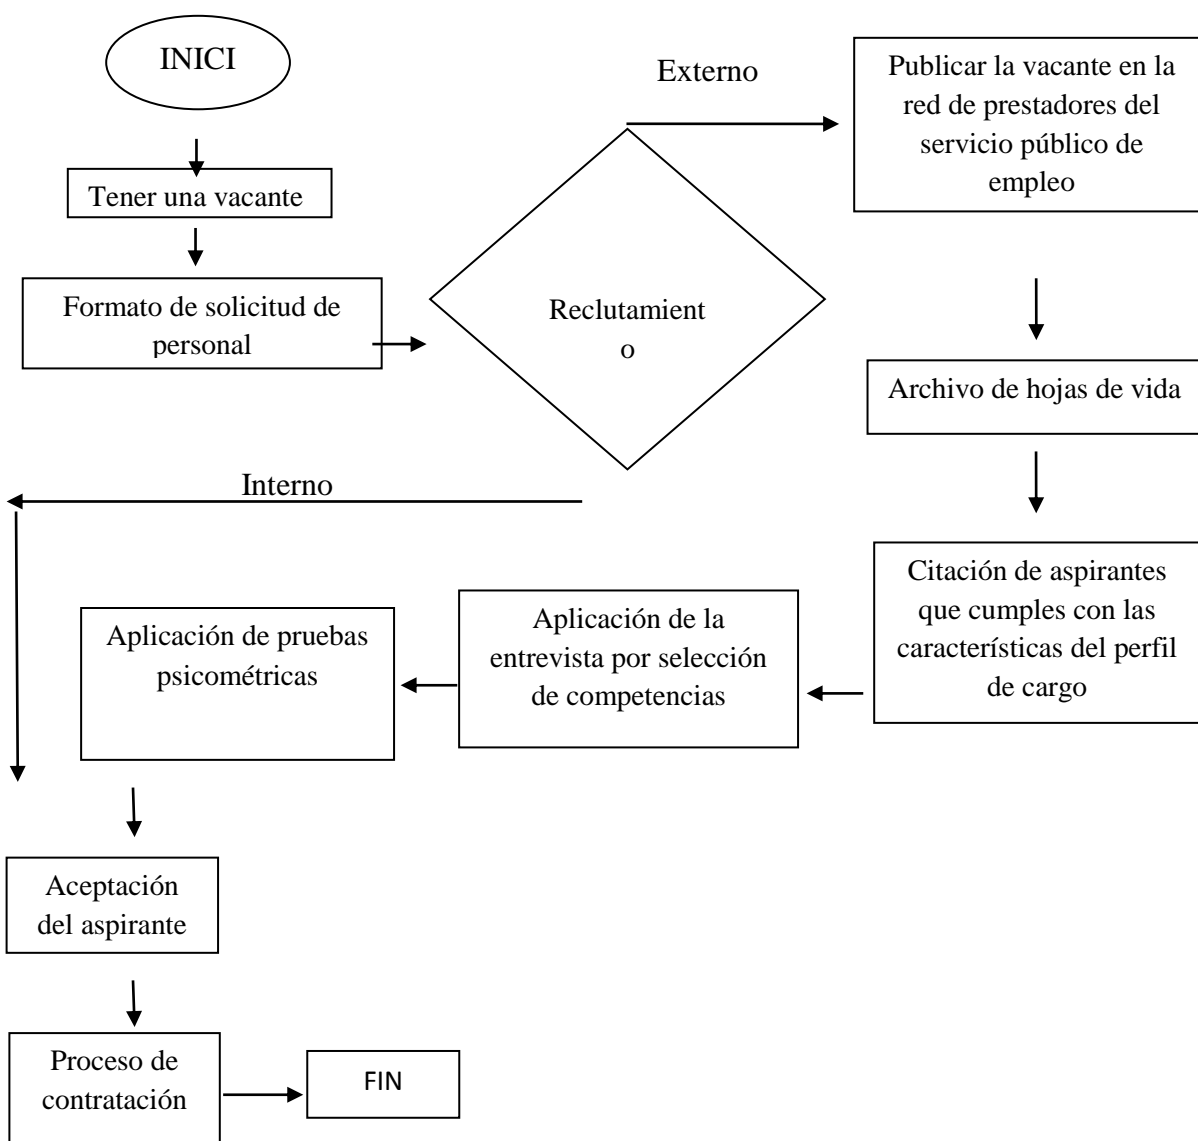 INICI
Tener una vacante
Formato de solicitud de
personal
Reclutamient
o
Externo
Publicar la vacante en la
red de prestadores del
servicio público de
empleo
Archivo de hojas de vida
Citación de aspirantes
que cumples con las
características del perfil
de cargo
Aplicación de la
entrevista por selección
de competencias
Aplicación de pruebas
psicométricas
Interno
Aceptación
del aspirante
Proceso de
contratación
FIN